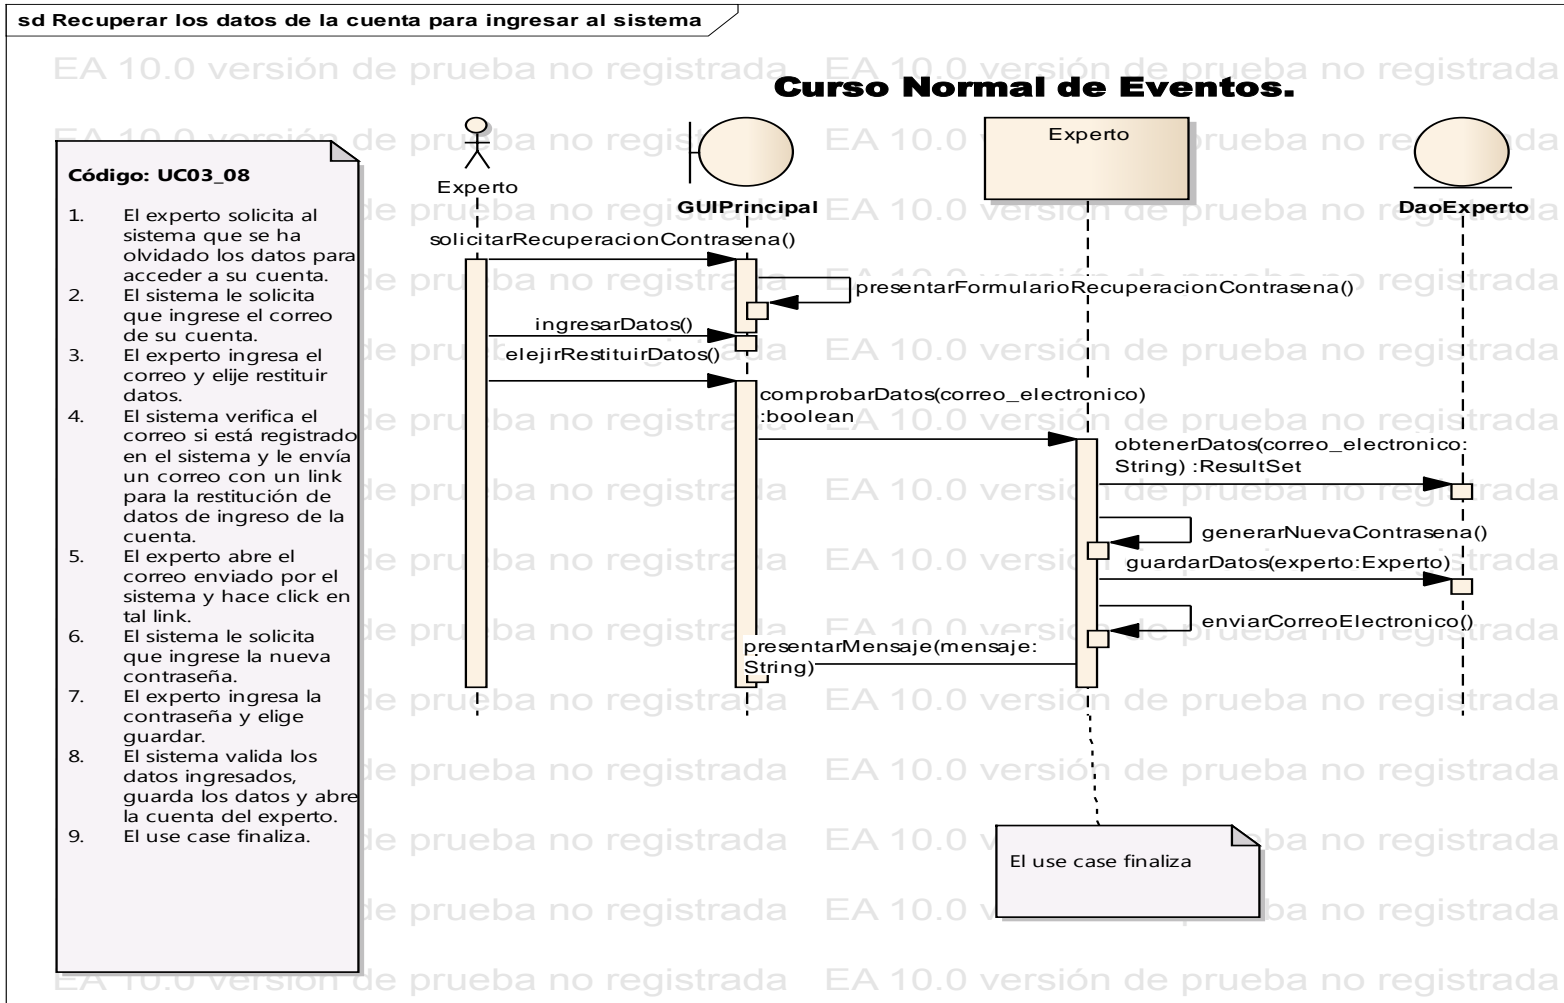 sd Recuperar los datos de la cuenta para ingresar al sistema
EA 10.0 versión de prueba no registrada
Curso Normal de Eventos.
Código: UC03_08
1. El experto solicita al
sistema que se ha
olvidado los datos para
acceder a su cuenta.
2. El sistema le solicita
que ingrese el correo
de su cuenta.
3. El experto ingresa el
correo y elije restituir
datos.
4. El sistema verifica el
correo si está registrado
en el sistema y le envía
un correo con un link
para la restitución de
datos de ingreso de la
cuenta.
5. El experto abre el
correo enviado por el
sistema y hace click en
tal link.
6. El sistema le solicita
que ingrese la nueva
contraseña.
7. El experto ingresa la
contraseña y elige
guardar.
8. El sistema valida los
datos ingresados,
guarda los datos y abre
la cuenta del experto.
9. El use case finaliza.
Experto
GUIPrincipal
Experto
DaoExperto
solicitarRecuperacionContrasena()
presentarFormularioRecuperacionContrasena()
ingresarDatos()
elejirRestituirDatos()
comprobarDatos(correo_electronico)
:boolean
obtenerDatos(correo_electronico:
String) :ResultSet
generarNuevaContrasena()
guardarDatos(experto:Experto)
enviarCorreoElectronico()
presentarMensaje(mensaje:
String)
El use case finaliza